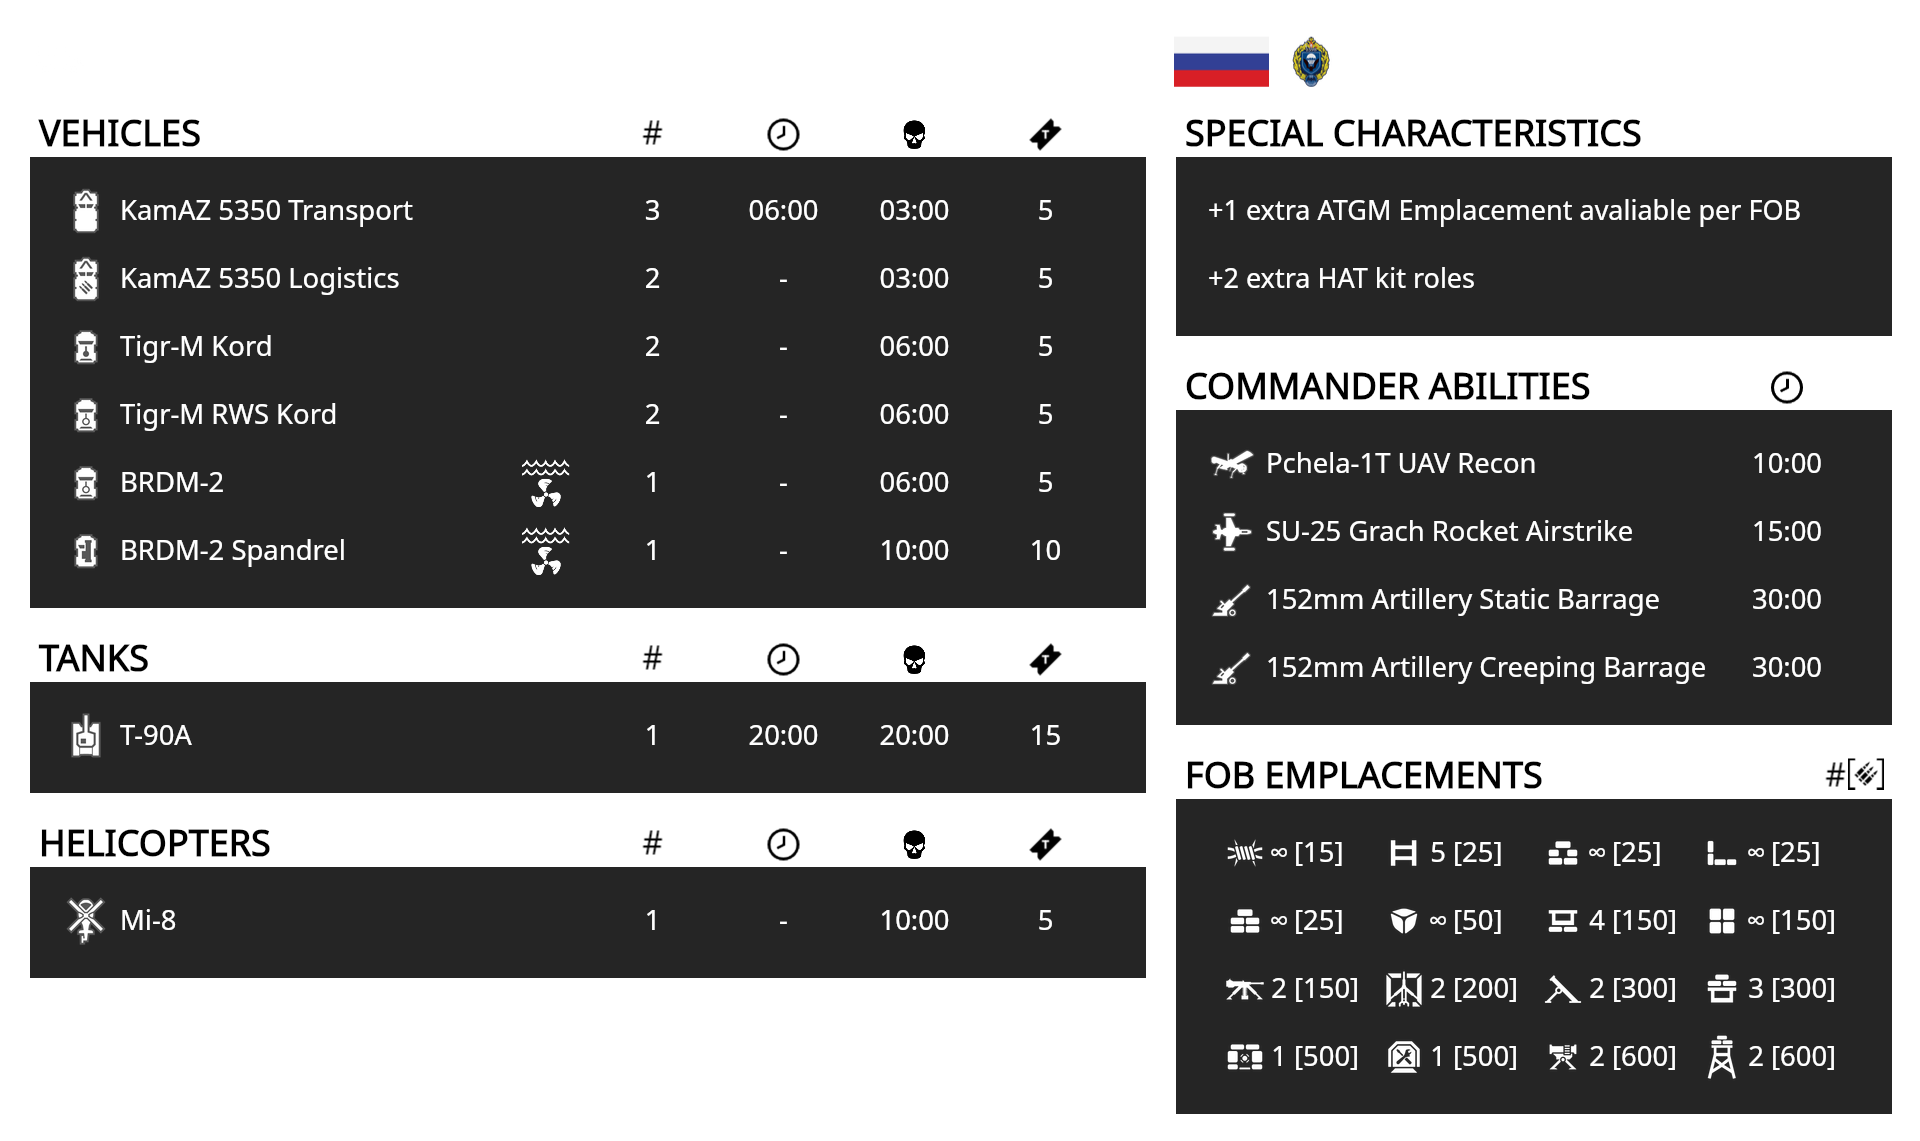 VEHICLES #
KamAZ 5350 Transport 3 06:00 03:00 5
KamAZ 5350 Logistics 2 - 03:00 5
Tigr-M Kord 2 - 06:00 5
Tigr-M RWS Kord 2 - 06:00 5
BRDM-2 1 - 06:00 5
BRDM-2 Spandrel 1 - 10:00 10
TANKS #
T-90A 1 20:00 20:00 15
HELICOPTERS #
Mi-8 1 - 10:00 5
SPECIAL CHARACTERISTICS
+1 extra ATGM Emplacement avaliable per FOB
+2 extra HAT kit roles
COMMANDER ABILITIES
Pchela-1T UAV Recon 10:00
SU-25 Grach Rocket Airstrike 15:00
152mm Artillery Static Barrage 30:00
152mm Artillery Creeping Barrage 30:00
FOB EMPLACEMENTS #[]
∞ [15] 5 [25] ∞ [25] ∞ [25]
∞ [25] ∞ [50] 4 [150] ∞ [150]
2 [150] 2 [200] 2 [300] 3 [300]
1 [500] 1 [500] 2 [600] 2 [600]